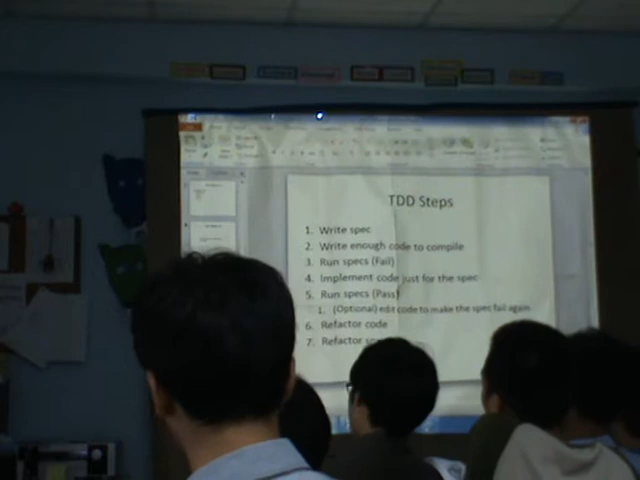 TDD Steps
1. Write spec
2. Write enough code to compile
3. Run specs (Fail)
4. Implement code just for the spec
5. Run specs (Pass)
1. (Optional) edit code to make the spec fail again
6. Refactor code
7. Refactor